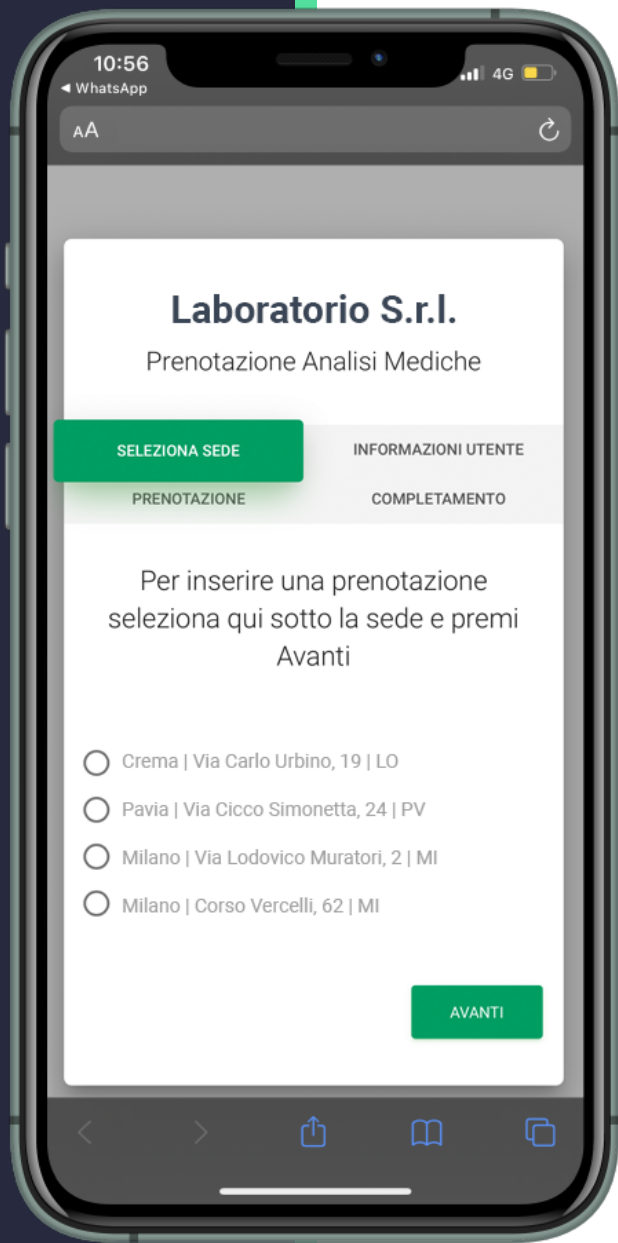 10:56
4G
◀ WhatsApp
AA
Laboratorio S.r.l.
Prenotazione Analisi Mediche
SELEZIONA SEDE
INFORMAZIONI UTENTE
PRENOTAZIONE
COMPLETAMENTO
Per inserire una prenotazione
seleziona qui sotto la sede e premi
Avanti
Crema | Via Carlo Urbino, 19 | LO
Pavia | Via Cicco Simonetta, 24 | PV
Milano | Via Lodovico Muratori, 2 | MI
Milano | Corso Vercelli, 62 | MI
AVANTI